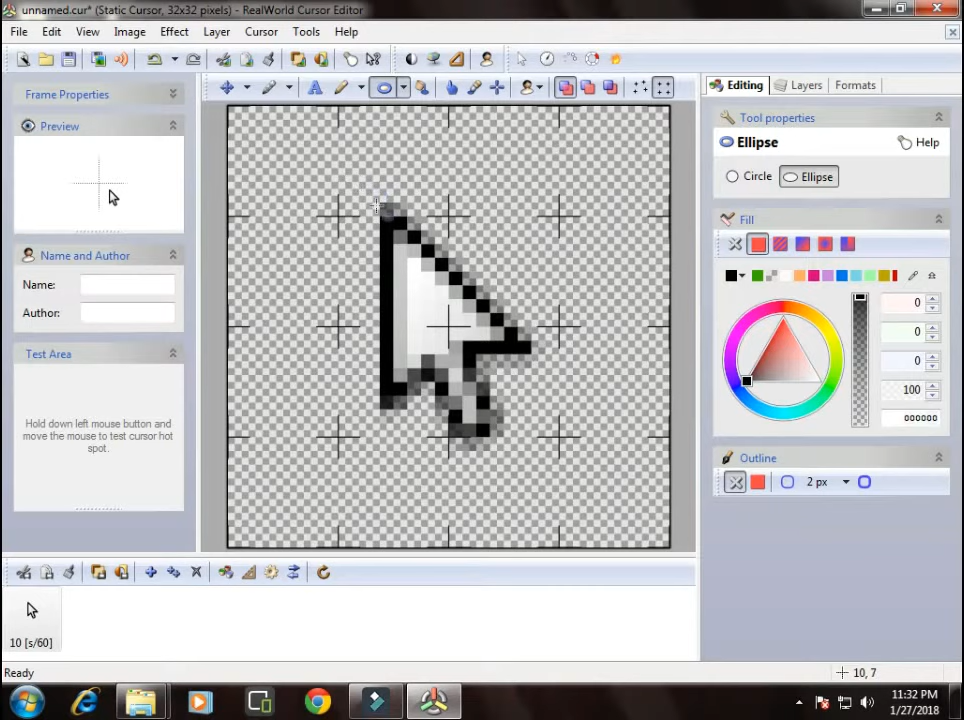 unnamed.cur* (Static Cursor, 32x32 pixels) - RealWorld Cursor Editor
File Edit View Image Effect Layer Cursor Tools Help
Frame Properties
Preview
Name and Author
Name:
Author:
Test Area
Hold down left mouse button and
move the mouse to test cursor hot
spot.
Editing Layers Formats
Tool properties
Ellipse Help
Circle Ellipse
Fill
0
0
0
100
000000
Outline
2 px
10 [s/60]
Ready
10, 7
11:32 PM
1/27/2018